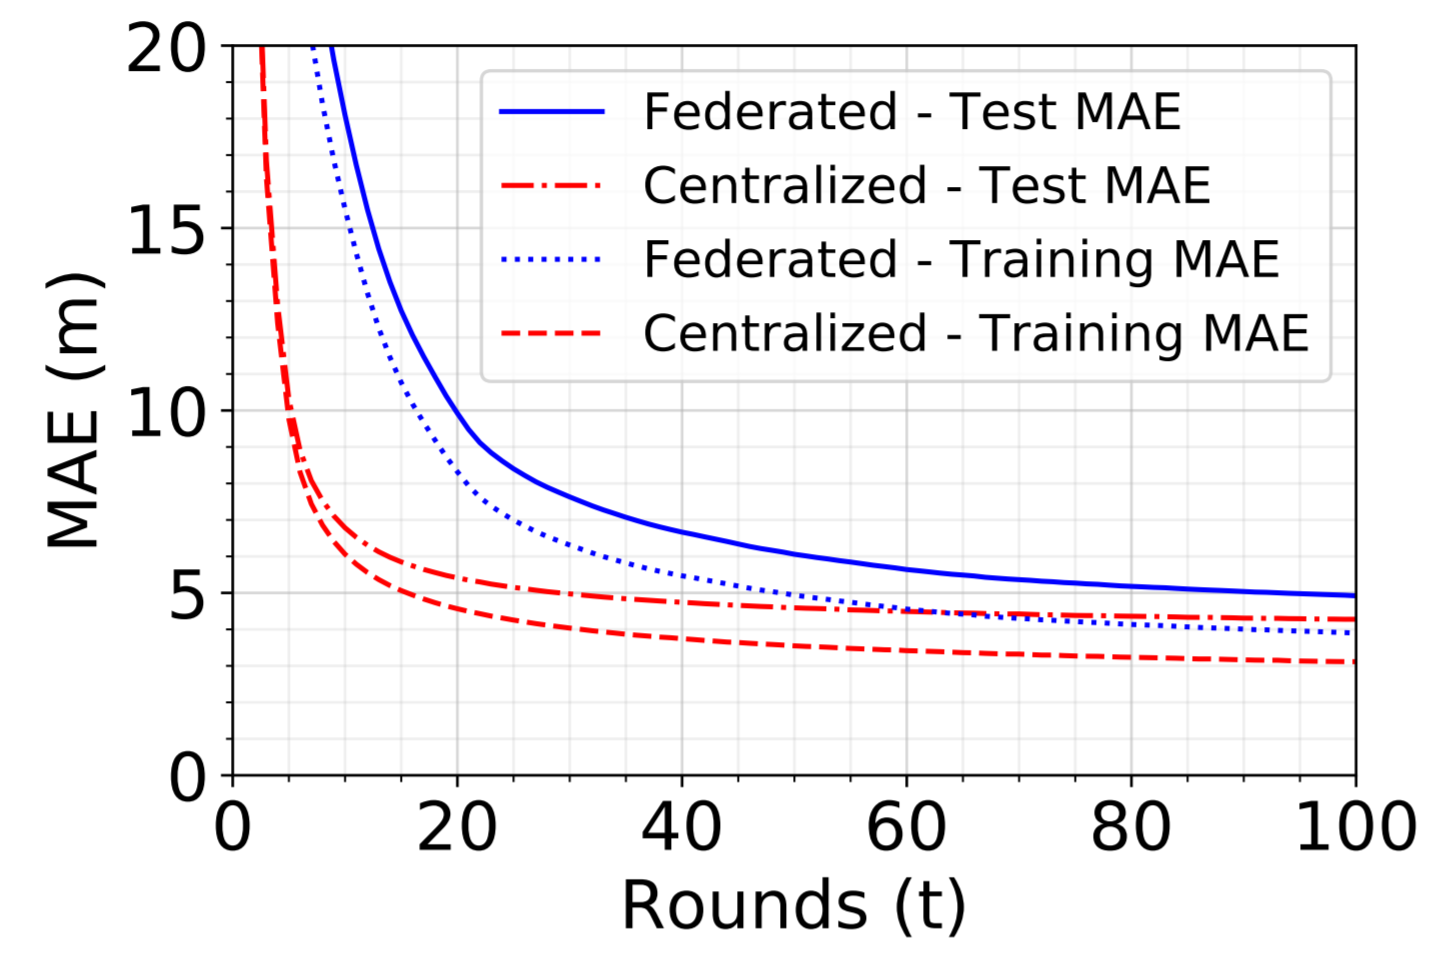 20
15
10
5
0
MAE (m)
Federated - Test MAE
Centralized - Test MAE
Federated - Training MAE
Centralized - Training MAE
0 20 40 60 80 100
Rounds (t)